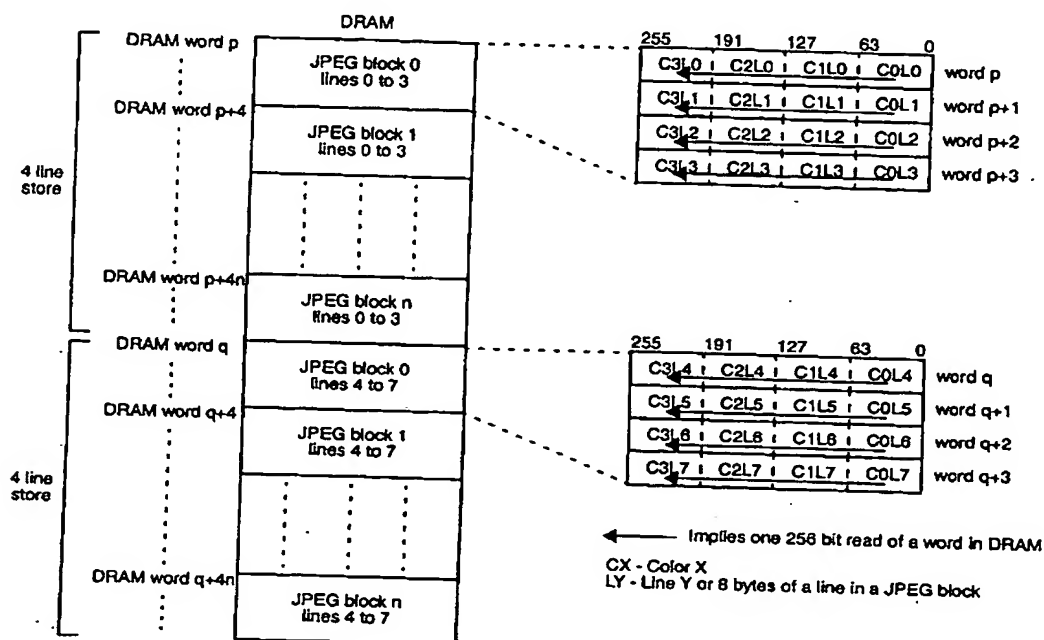 DRAM
DRAM word p
JPEG block 0
lines 0 to 3
DRAM word p+4
JPEG block 1
lines 0 to 3
4 line
store
DRAM word p+4n
JPEG block n
lines 0 to 3
DRAM word q
JPEG block 0
lines 4 to 7
DRAM word q+4
JPEG block 1
lines 4 to 7
4 line
store
DRAM word q+4n
JPEG block n
lines 4 to 7
255 191 127 63 0
C3L0 C2L0 C1L0 C0L0 word p
C3L1 C2L1 C1L1 C0L1 word p+1
C3L2 C2L2 C1L2 C0L2 word p+2
C3L3 C2L3 C1L3 C0L3 word p+3
255 191 127 63 0
C3L4 C2L4 C1L4 C0L4 word q
C3L5 C2L5 C1L5 C0L5 word q+1
C3L6 C2L6 C1L6 C0L6 word q+2
C3L7 C2L7 C1L7 C0L7 word q+3
Implies one 256 bit read of a word in DRAM
CX - Color X
LY - Line Y or 8 bytes of a line in a JPEG block